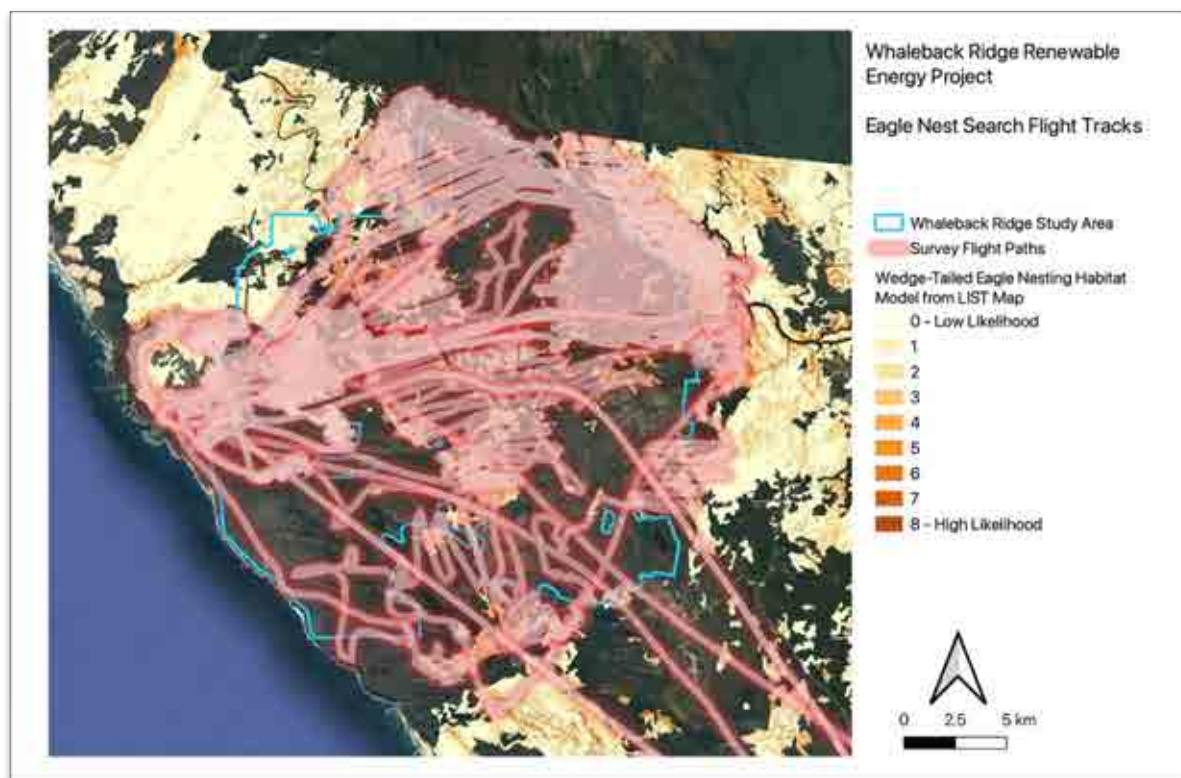 Whaleback Ridge Renewable
Energy Project
Eagle Nest Search Flight Tracks
Whaleback Ridge Study Area
Survey Flight Paths
Wedge-Tailed Eagle Nesting Habitat
Model from LIST Map
0 - Low Likelihood
1
2
3
4
5
6
7
8 - High Likelihood
0 2.5 5 km